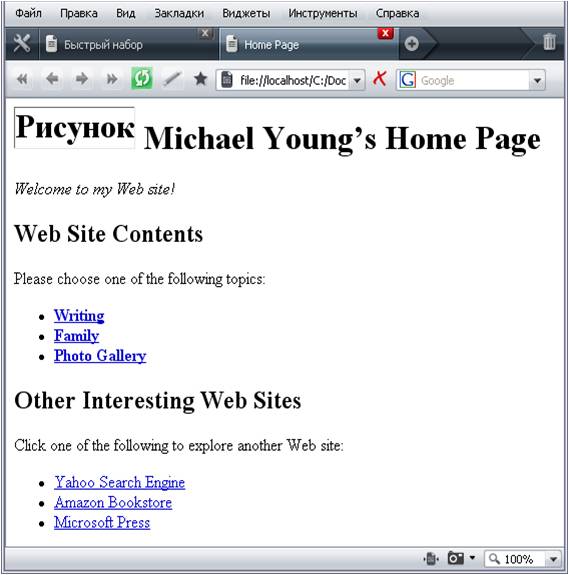 Файл Правка Вид Закладки Виджеты Инструменты Справка
Быстрый набор Home Page
file://localhost/C:/Doc Google
Рисунок Michael Young’s Home Page
Welcome to my Web site!
Web Site Contents
Please choose one of the following topics:
Writing
Family
Photo Gallery
Other Interesting Web Sites
Click one of the following to explore another Web site:
Yahoo Search Engine
Amazon Bookstore
Microsoft Press
100%